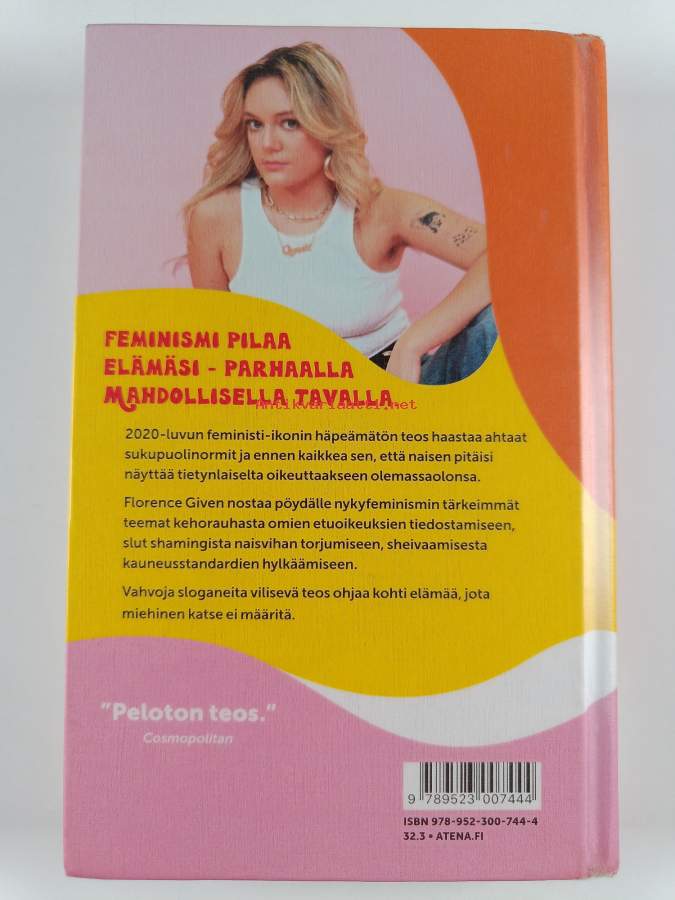 FEMINISMI PILAA
ELÄMÄSI - PARHAALLA
MAHDOLLISELLA TAVALLA.
Antikvariaatti.net
2020-luvun feministi-ikonin häpeämätön teos haastaa ahtaat
sukupuolinormit ja ennen kaikkea sen, että naisen pitäisi
näyttää tietynlaiselta oikeuttaakseen olemassaolonsa.
Florence Given nostaa pöydälle nykyfeminismin tärkeimmät
teemat kehorauhasta omien etuoikeuksien tiedostamiseen,
slut shamingista naisvihan torjumiseen, sheivaamisesta
kauneusstandardien hylkäämiseen.
Vahvoja sloganeita vilisevä teos ohjaa kohti elämää, jota
miehinen katse ei määritä.
”Peloton teos.”
Cosmopolitan
9 789523 007444
ISBN 978-952-300-744-4
32.3 • ATENA.FI